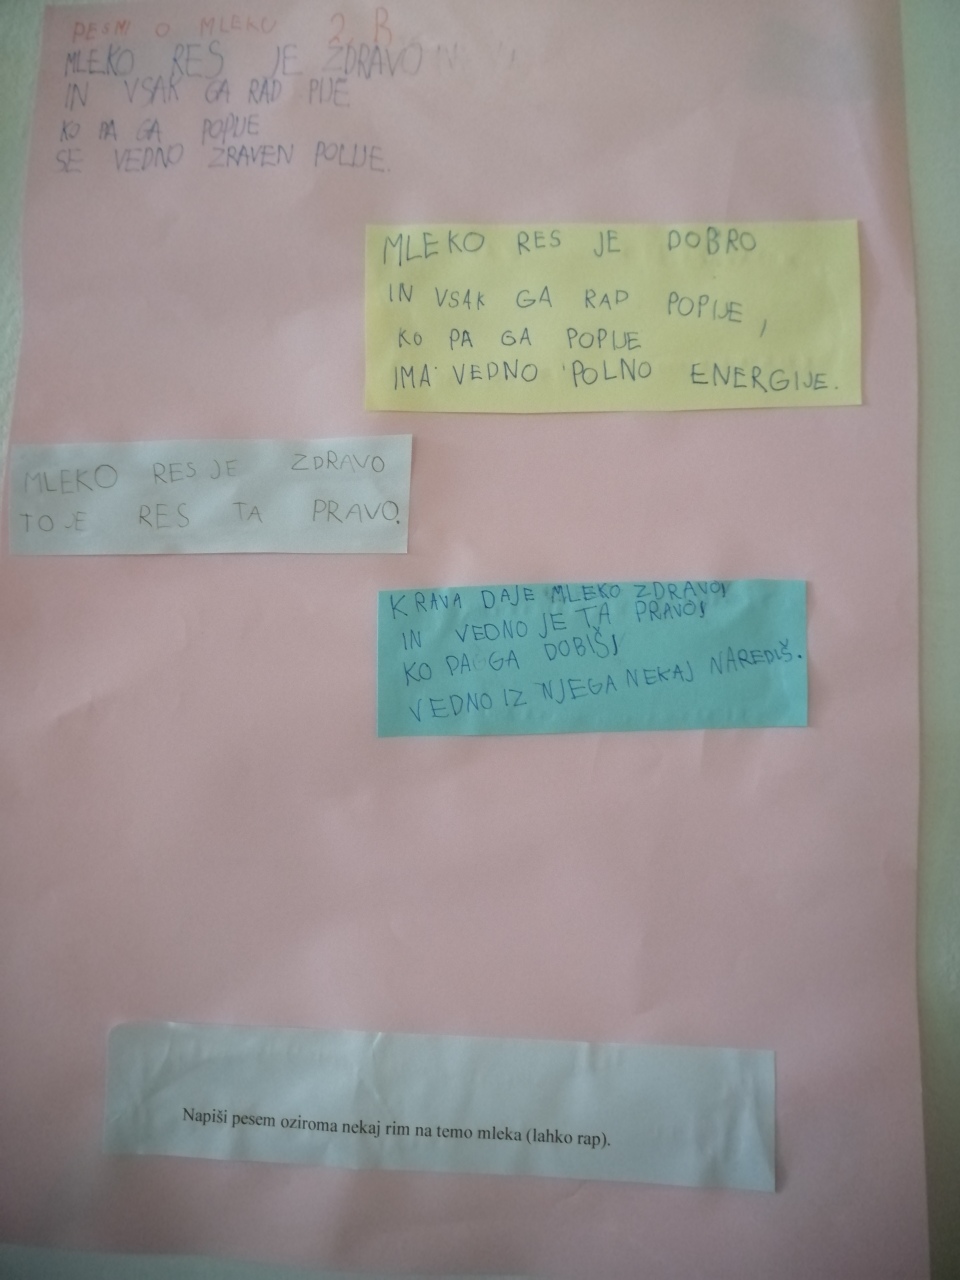 PESMI O MLEKU 2. B
MLEKO RES JE ZDRAVO
IN VSAK GA RAD PIJE
KO PA GA POPIJE
SE VEDNO ZRAVEN POLIJE.
MLEKO RES JE DOBRO
IN VSAK GA RAD POPIJE,
KO PA GA POPIJE
IMA VEDNO POLNO ENERGIJE.
MLEKO RES JE ZDRAVO
TO JE RES TA PRAVO.
KRAVA DAJE MLEKO ZDRAVO,
IN VEDNO JE TA PRAVO,
KO PA GA DOBIŠ,
VEDNO IZ NJEGA NEKAJ NAREDIŠ.
Napiši pesem oziroma nekaj rim na temo mleka (lahko rap).